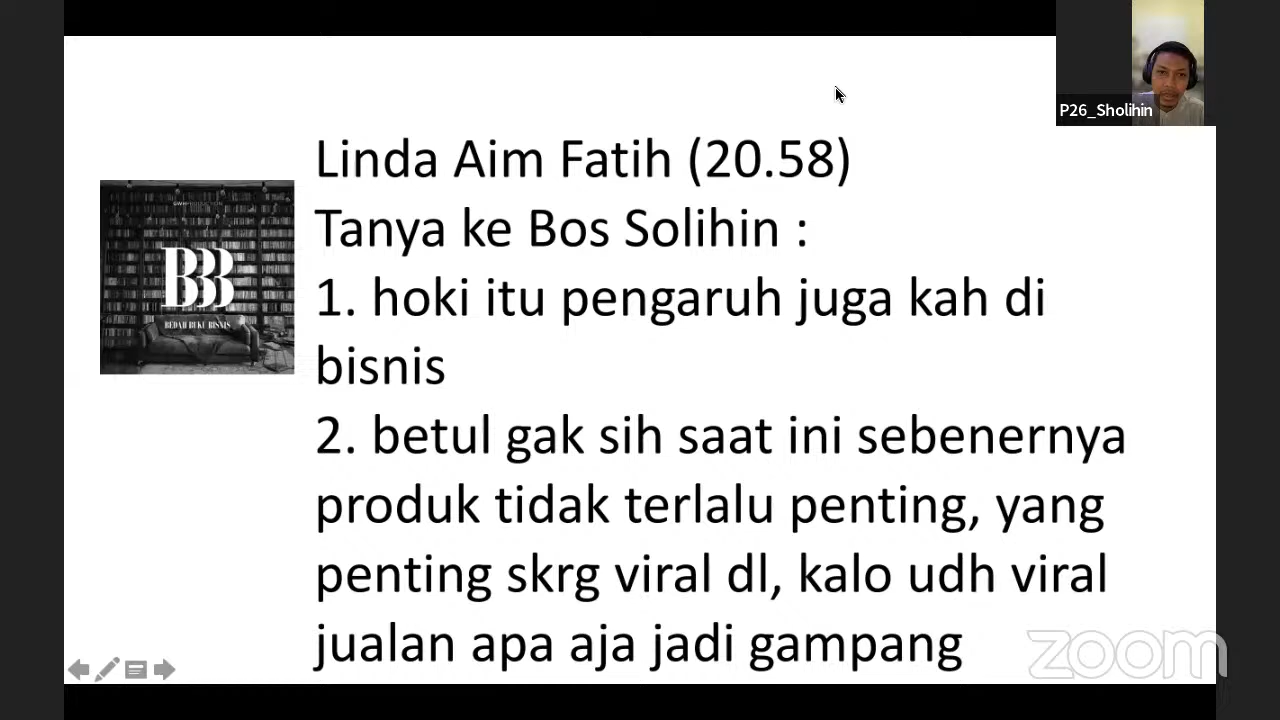 P26_Sholihin
Linda Aim Fatih (20.58)
Tanya ke Bos Solihin :
1. hoki itu pengaruh juga kah di
bisnis
2. betul gak sih saat ini sebenernya
produk tidak terlalu penting, yang
penting skrg viral dl, kalo udh viral
jualan apa aja jadi gampang
BBB
BEDAH BUKU BISNIS
zoom